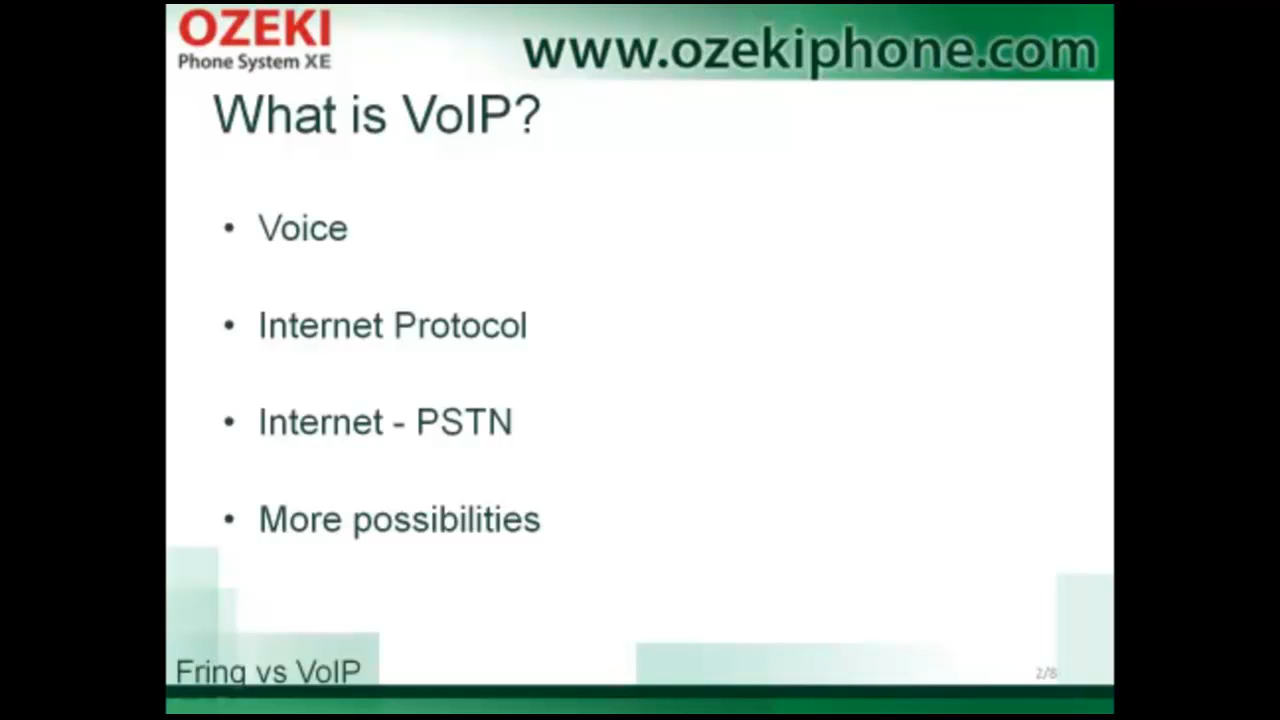 OZEKI
Phone System XE
www.ozekiphone.com
What is VoIP?
• Voice
• Internet Protocol
• Internet - PSTN
• More possibilities
Fring vs VoIP
2/8